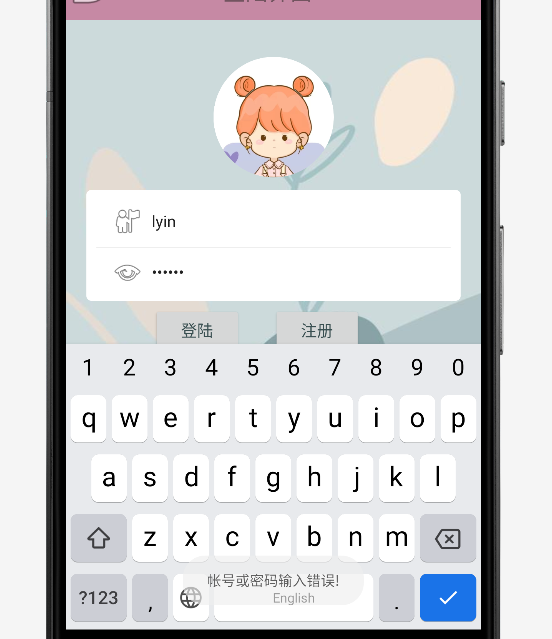 lyin
••••••
登陆 注册
1 2 3 4 5 6 7 8 9 0
q w e r t y u i o p
a s d f g h j k l
z x c v b n m
帐号或密码输入错误!
?123 , English .